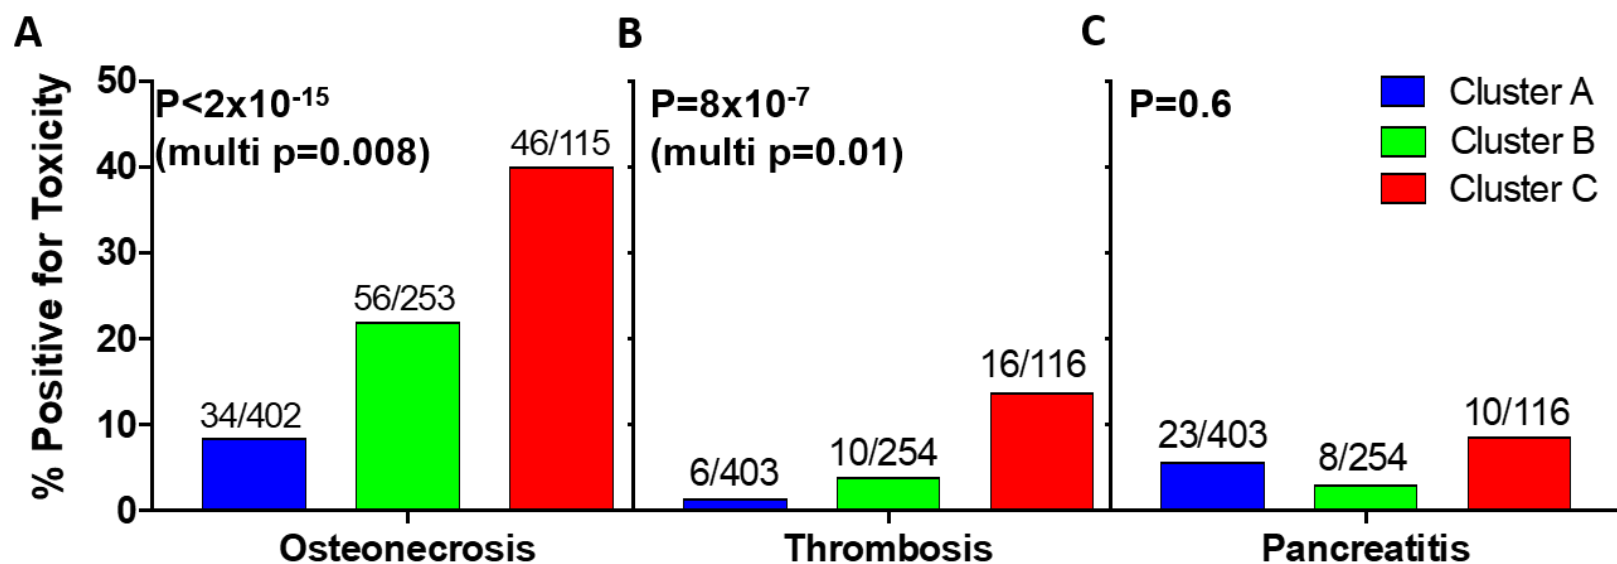 A
B
C
% Positive for Toxicity
50
40
30
20
10
0
P<2x10⁻¹⁵
(multi p=0.008)
34/402
56/253
46/115
Osteonecrosis
P=8x10⁻⁷
(multi p=0.01)
6/403
10/254
16/116
Thrombosis
P=0.6
23/403
8/254
10/116
Pancreatitis
Cluster A
Cluster B
Cluster C